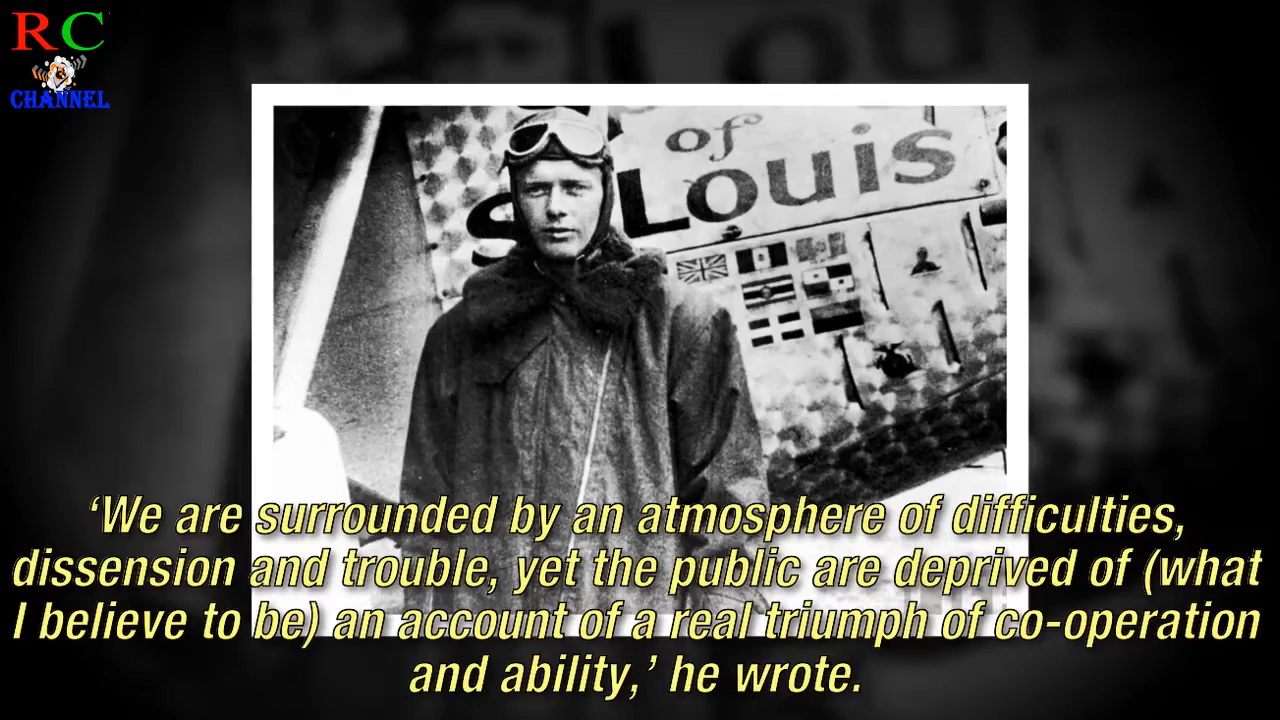 RC
CHANNEL
of
St Louis
‘We are surrounded by an atmosphere of difficulties,
dissension and trouble, yet the public are deprived of (what
I believe to be) an account of a real triumph of co-operation
and ability,’ he wrote.